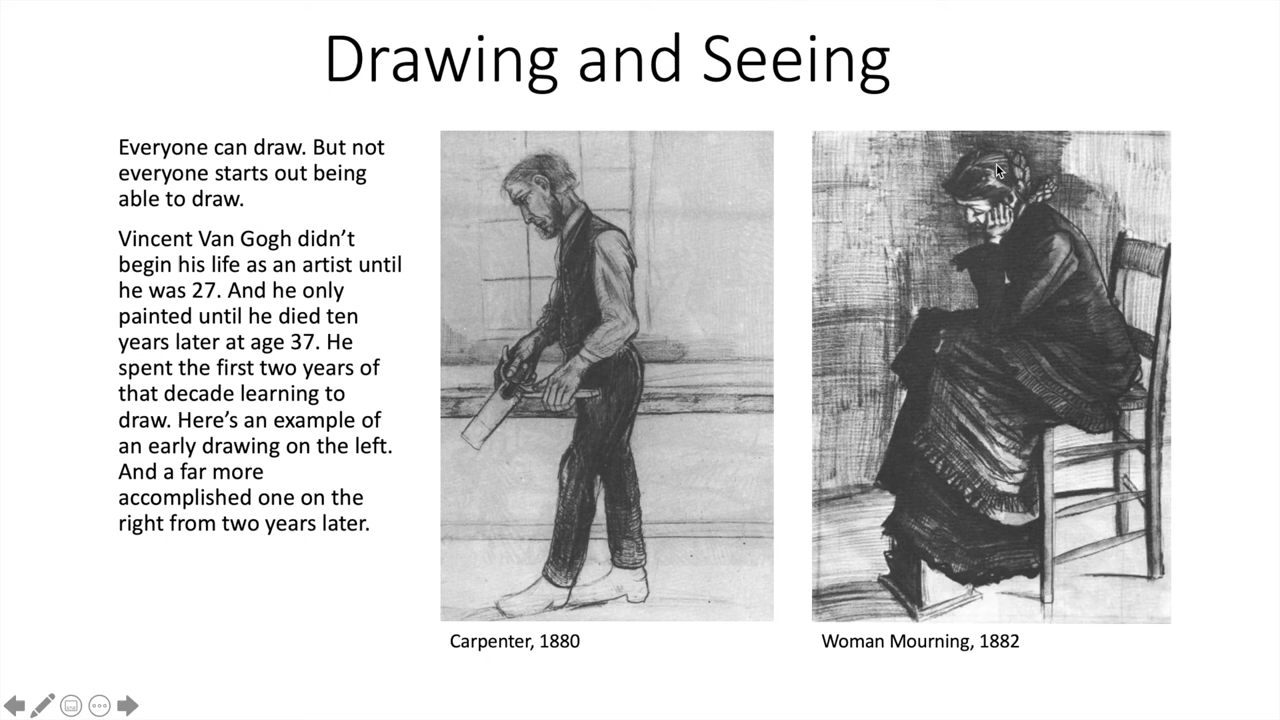 Drawing and Seeing
Everyone can draw. But not
everyone starts out being
able to draw.
Vincent Van Gogh didn’t
begin his life as an artist until
he was 27. And he only
painted until he died ten
years later at age 37. He
spent the first two years of
that decade learning to
draw. Here’s an example of
an early drawing on the left.
And a far more
accomplished one on the
right from two years later.
Carpenter, 1880
Woman Mourning, 1882